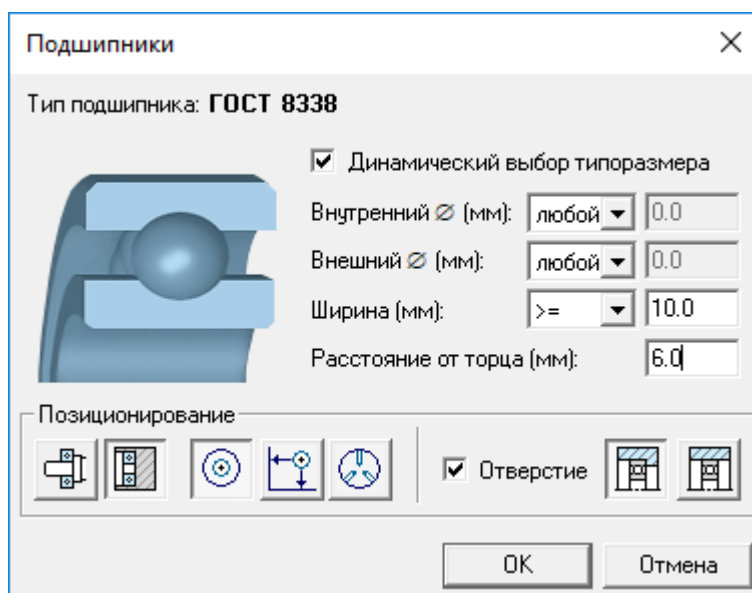 Подшипники
Тип подшипника: ГОСТ 8338
Динамический выбор типоразмера
Внутренний ∅ (мм): любой 0.0
Внешний ∅ (мм): любой 0.0
Ширина (мм): >= 10.0
Расстояние от торца (мм): 6.0
Позиционирование
Отверстие
OK Отмена